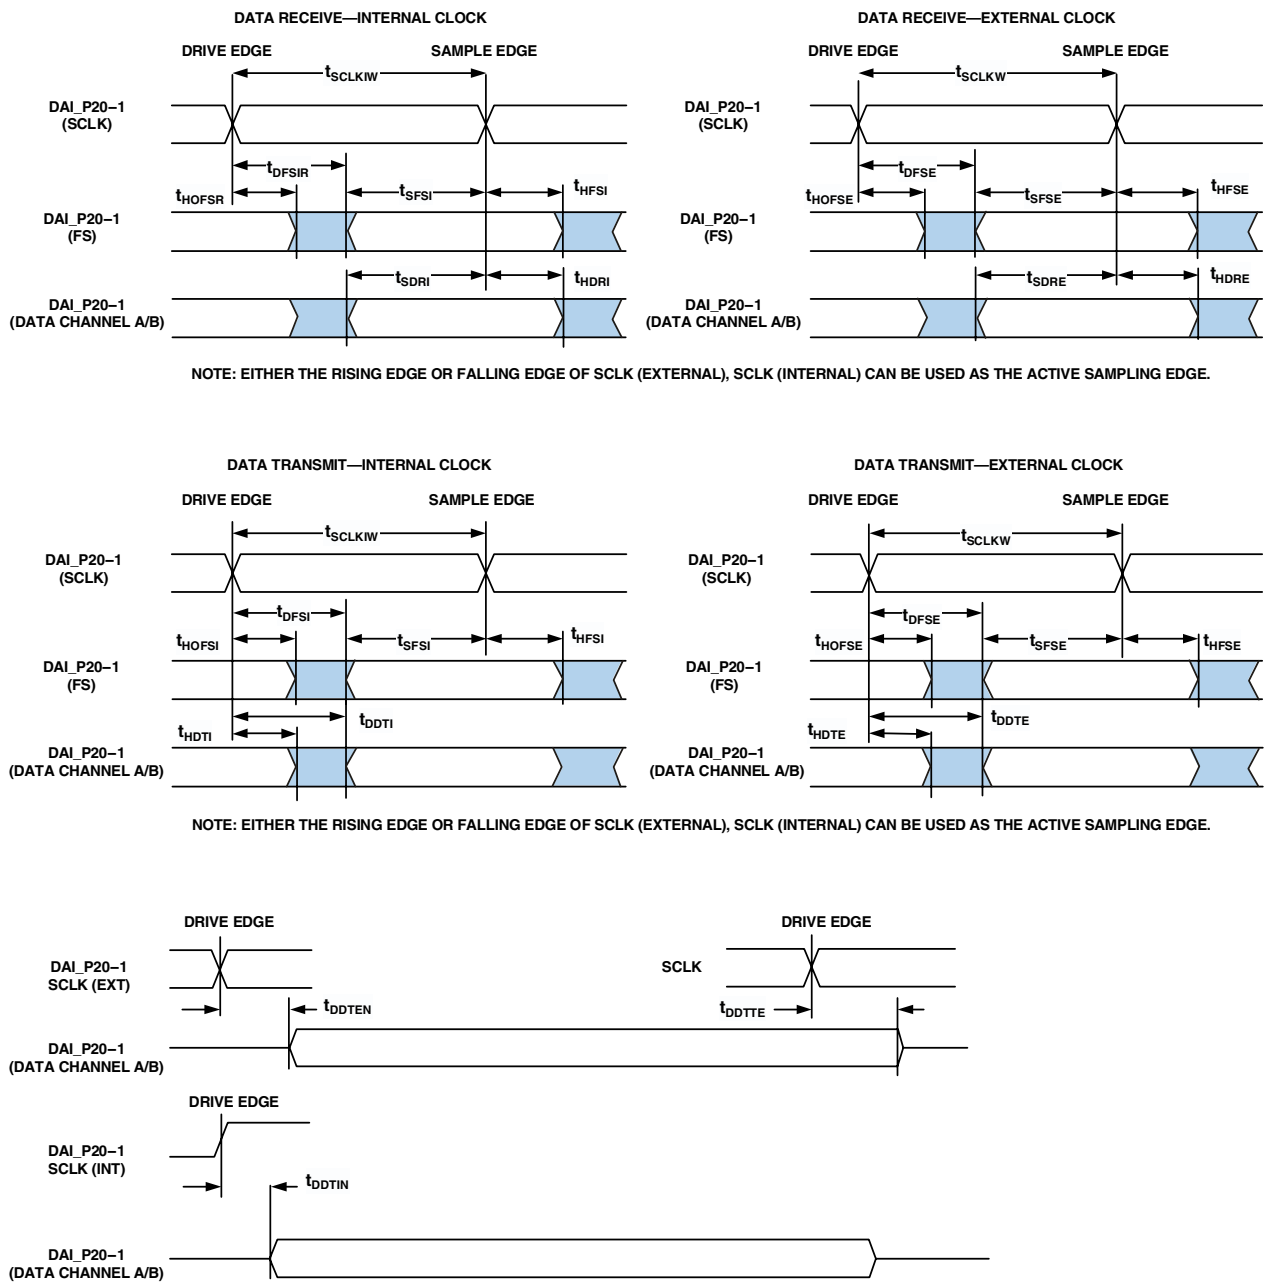 DATA RECEIVE—INTERNAL CLOCK
DRIVE EDGE
SAMPLE EDGE
tSCLKIW
DAI_P20–1
(SCLK)
tDFSIR
tHOFSR
tSFSI
tHFSI
DAI_P20–1
(FS)
tSDRI
tHDRI
DAI_P20–1
(DATA CHANNEL A/B)
DATA RECEIVE—EXTERNAL CLOCK
DRIVE EDGE
SAMPLE EDGE
tSCLKW
DAI_P20–1
(SCLK)
tDFSE
tHOFSE
tSFSE
tHFSE
DAI_P20–1
(FS)
tSDRE
tHDRE
DAI_P20–1
(DATA CHANNEL A/B)
NOTE: EITHER THE RISING EDGE OR FALLING EDGE OF SCLK (EXTERNAL), SCLK (INTERNAL) CAN BE USED AS THE ACTIVE SAMPLING EDGE.
DATA TRANSMIT—INTERNAL CLOCK
DRIVE EDGE
SAMPLE EDGE
tSCLKIW
DAI_P20–1
(SCLK)
tDFSI
tHOFSI
tSFSI
tHFSI
DAI_P20–1
(FS)
tDDTI
tHDTI
DAI_P20–1
(DATA CHANNEL A/B)
DATA TRANSMIT—EXTERNAL CLOCK
DRIVE EDGE
SAMPLE EDGE
tSCLKW
DAI_P20–1
(SCLK)
tDFSE
tHOFSE
tSFSE
tHFSE
DAI_P20–1
(FS)
tDDTE
tHDTE
DAI_P20–1
(DATA CHANNEL A/B)
NOTE: EITHER THE RISING EDGE OR FALLING EDGE OF SCLK (EXTERNAL), SCLK (INTERNAL) CAN BE USED AS THE ACTIVE SAMPLING EDGE.
DRIVE EDGE
DRIVE EDGE
DAI_P20–1
SCLK (EXT)
SCLK
tDDTEN
tDDTTE
DAI_P20–1
(DATA CHANNEL A/B)
DRIVE EDGE
DAI_P20–1
SCLK (INT)
tDDTIN
DAI_P20–1
(DATA CHANNEL A/B)